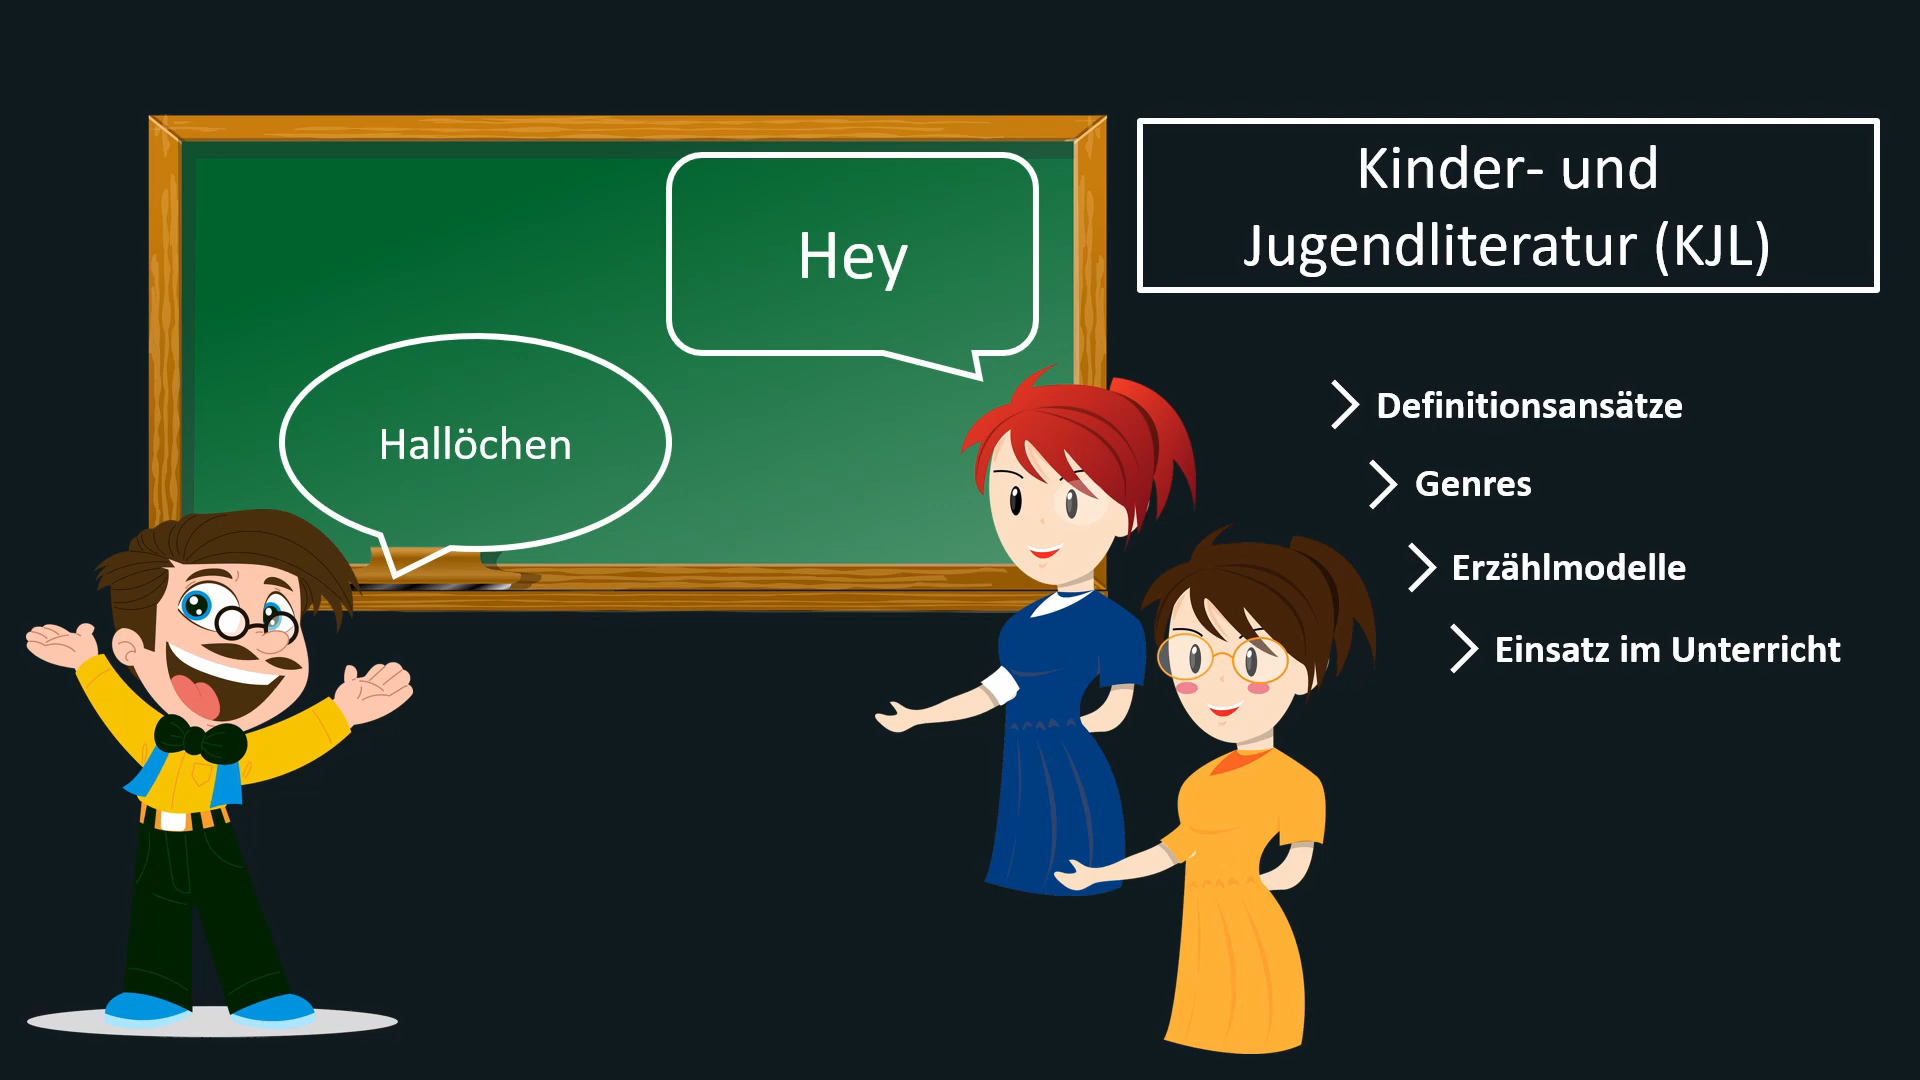 Kinder- und
Jugendliteratur (KJL)
Hey
Hallöchen
Definitionsansätze
Genres
Erzählmodelle
Einsatz im Unterricht